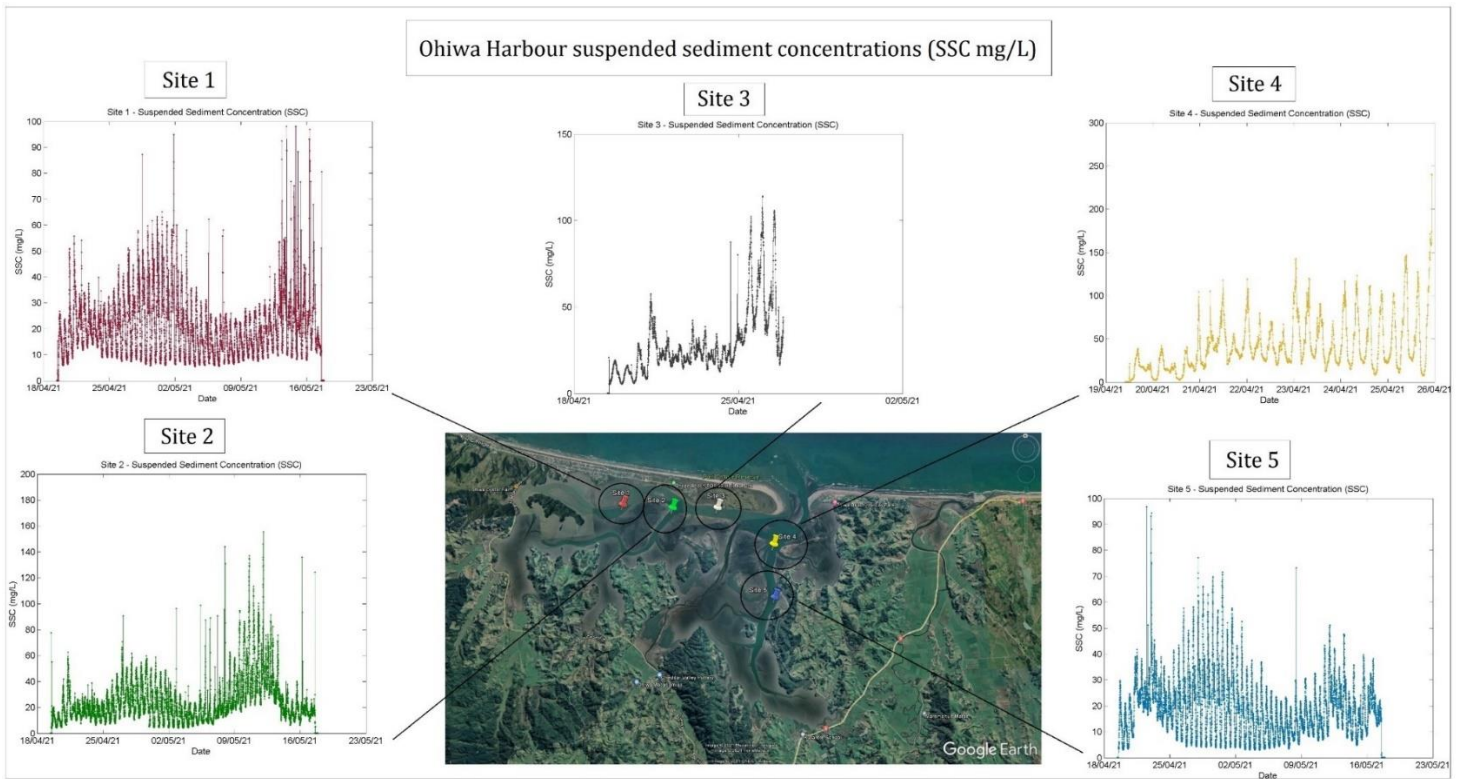 Ohiwa Harbour suspended sediment concentrations (SSC mg/L)
Site 1
Site 1 - Suspended Sediment Concentration (SSC)
100
90
80
70
60
50
40
30
20
10
0
SSC (mg/L)
18/04/21 25/04/21 02/05/21 09/05/21 16/05/21 23/05/21
Date
Site 3
Site 3 - Suspended Sediment Concentration (SSC)
150
100
50
0
SSC (mg/L)
18/04/21 25/04/21 02/05/21
Date
Site 4
Site 4 - Suspended Sediment Concentration (SSC)
300
250
200
150
100
50
0
SSC (mg/L)
19/04/21 20/04/21 21/04/21 22/04/21 23/04/21 24/04/21 25/04/21 26/04/21
Date
Site 2
Site 2 - Suspended Sediment Concentration (SSC)
200
180
160
140
120
100
80
60
40
20
0
SSC (mg/L)
18/04/21 25/04/21 02/05/21 09/05/21 16/05/21 23/05/21
Date
Site 2
Site 4
Site 5
Google Earth
Site 5
Site 5 - Suspended Sediment Concentration (SSC)
100
90
80
70
60
50
40
30
20
10
0
SSC (mg/L)
18/04/21 25/04/21 02/05/21 09/05/21 16/05/21 23/05/21
Date